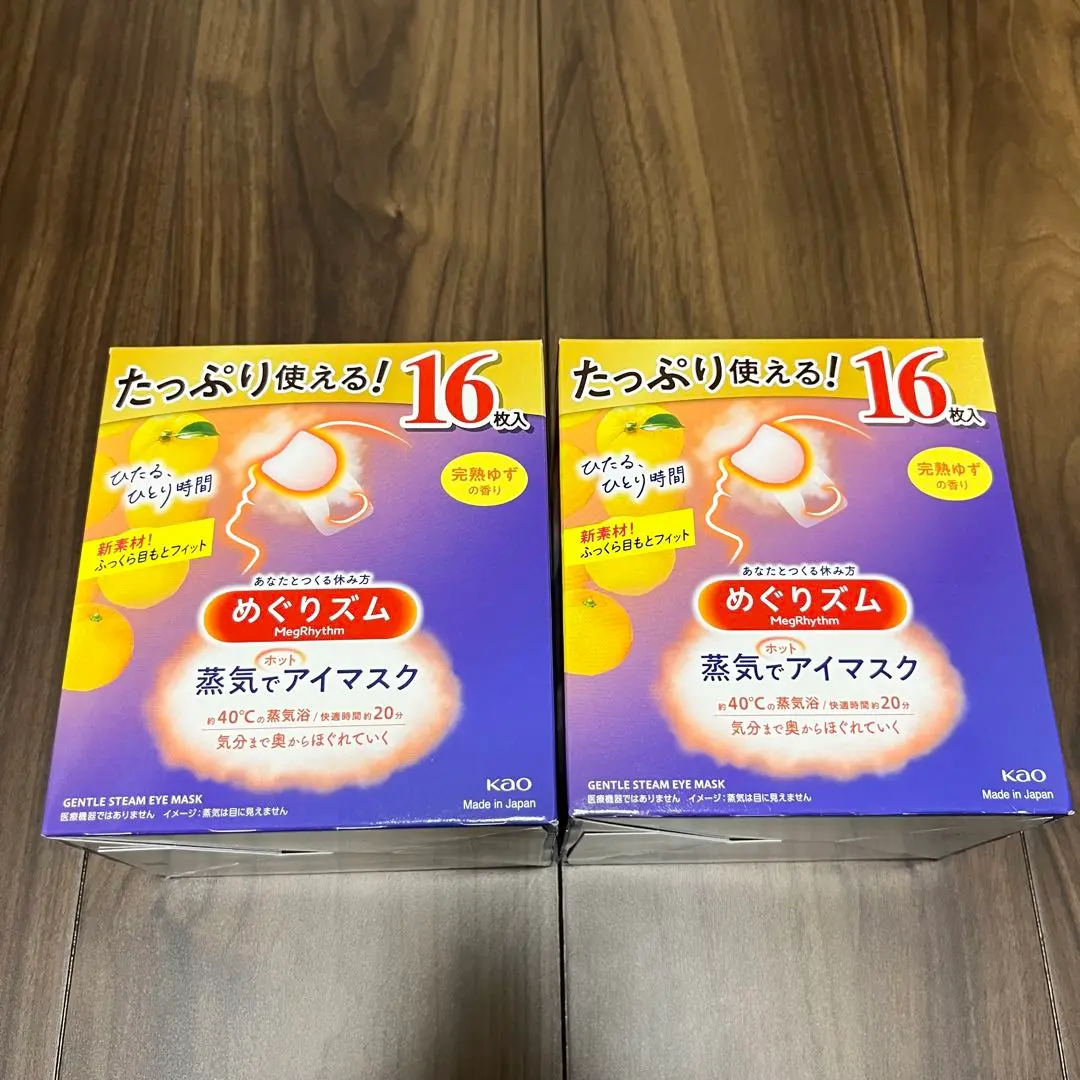 たっぷり使える!
16枚入
ひたる、
ひとり時間
完熟ゆず
の香り
新素材!
ふっくら目もとフィット
あなたとつくる休み方
めぐりズム
MegRhythm
ホット
蒸気でアイマスク
約40℃の蒸気浴/快適時間約20分
気分まで奥からほぐれていく
Kao
GENTLE STEAM EYE MASK
Made in Japan
医療機器ではありません イメージ:蒸気は目に見えません
たっぷり使える!
16枚入
ひたる、
ひとり時間
完熟ゆず
の香り
新素材!
ふっくら目もとフィット
あなたとつくる休み方
めぐりズム
MegRhythm
ホット
蒸気でアイマスク
約40℃の蒸気浴/快適時間約20分
気分まで奥からほぐれていく
Kao
GENTLE STEAM EYE MASK
Made in Japan
医療機器ではありません イメージ:蒸気は目に見えません